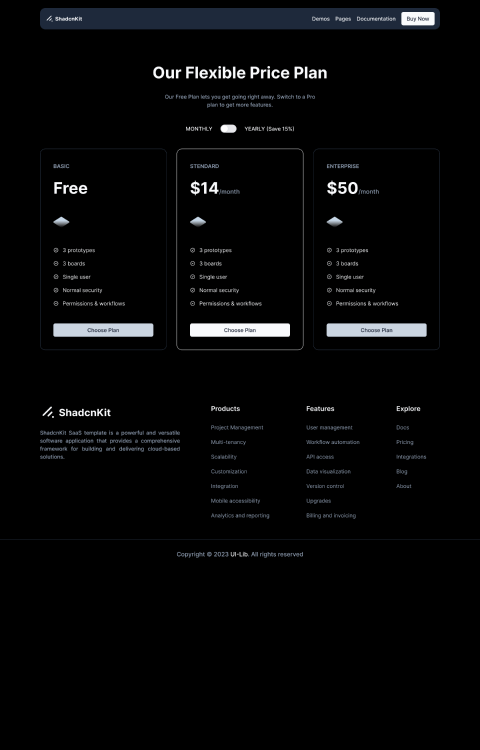 ShadcnKit
Demos Pages Documentation Buy Now
Our Flexible Price Plan
Our Free Plan lets you get going right away. Switch to a Pro
plan to get more features.
MONTHLY YEARLY (Save 15%)
BASIC
Free
3 prototypes
3 boards
Single user
Normal security
Permissions & workflows
Choose Plan
STENDARD
$14/month
3 prototypes
3 boards
Single user
Normal security
Permissions & workflows
Choose Plan
ENTERPRISE
$50/month
3 prototypes
3 boards
Single user
Normal security
Permissions & workflows
Choose Plan
ShadcnKit
ShadcnKit SaaS template is a powerful and versatile
software application that provides a comprehensive
framework for building and delivering cloud-based
solutions.
Products
Project Management
Multi-tenancy
Scalability
Customization
Integration
Mobile accessibility
Analytics and reporting
Features
User management
Workflow automation
API access
Data visualization
Version control
Upgrades
Billing and invoicing
Explore
Docs
Pricing
Integrations
Blog
About
Copyright © 2023 UI-Lib. All rights reserved